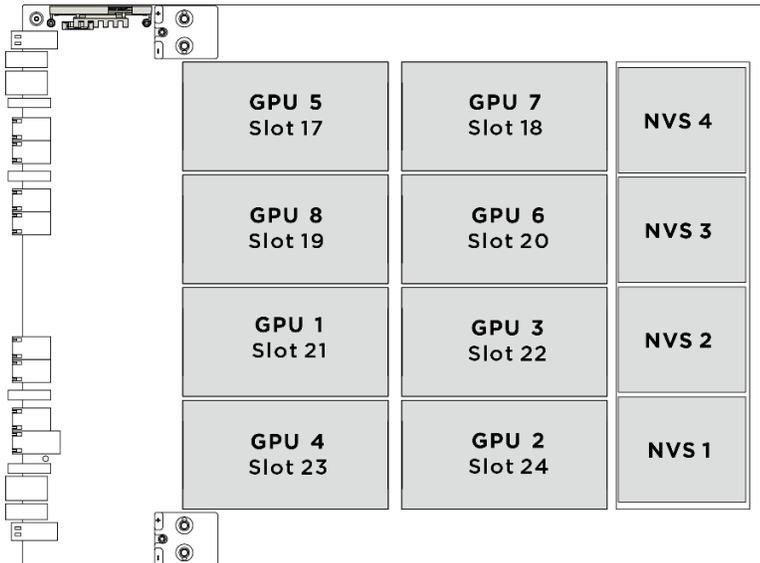 GPU 5
Slot 17
GPU 7
Slot 18
NVS 4
GPU 8
Slot 19
GPU 6
Slot 20
NVS 3
GPU 1
Slot 21
GPU 3
Slot 22
NVS 2
GPU 4
Slot 23
GPU 2
Slot 24
NVS 1